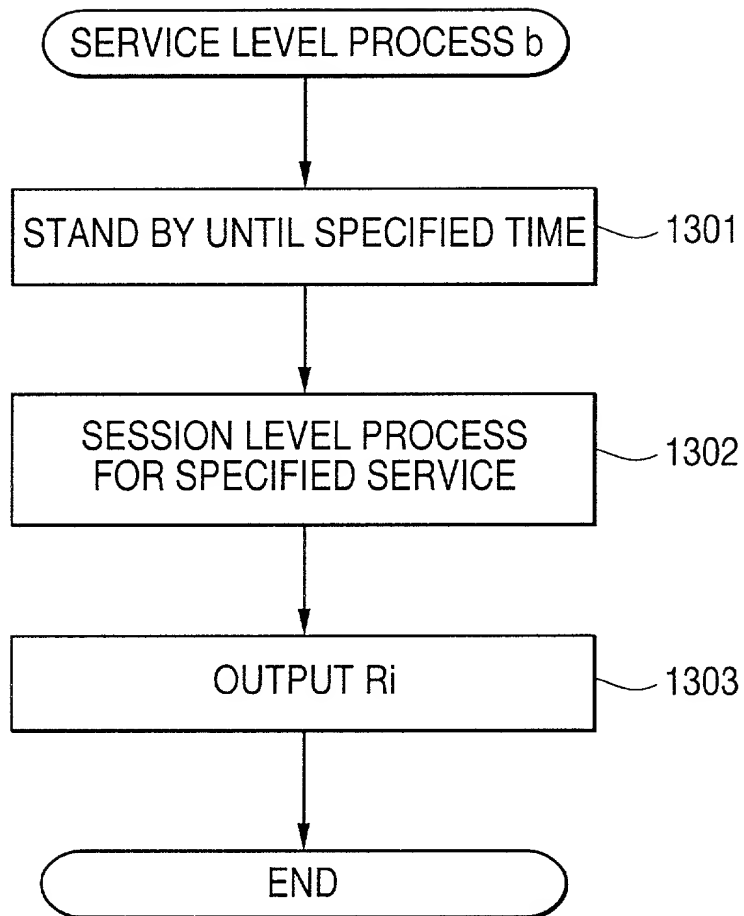 SERVICE LEVEL PROCESS b
STAND BY UNTIL SPECIFIED TIME
1301
SESSION LEVEL PROCESS
FOR SPECIFIED SERVICE
1302
OUTPUT Ri
1303
END